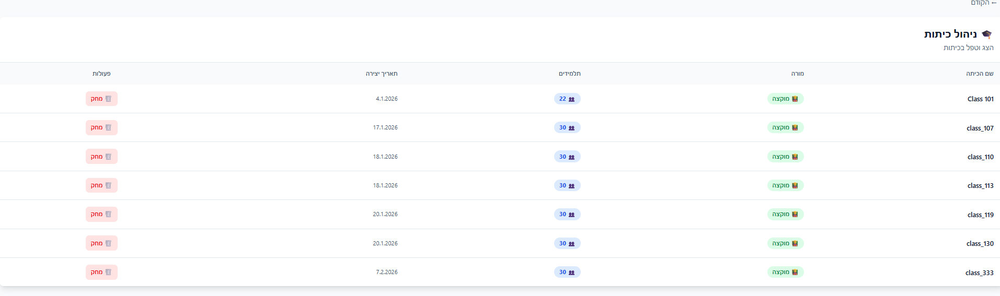 ← הקודם
ניהול כיתות
הצג וטפל בכיתות
שם הכיתה מורה תלמידים תאריך יצירה פעולות
Class 101 מוקצה 22 4.1.2026 מחק
class_107 מוקצה 30 17.1.2026 מחק
class_110 מוקצה 30 18.1.2026 מחק
class_113 מוקצה 30 18.1.2026 מחק
class_119 מוקצה 30 20.1.2026 מחק
class_130 מוקצה 30 20.1.2026 מחק
class_333 מוקצה 30 7.2.2026 מחק